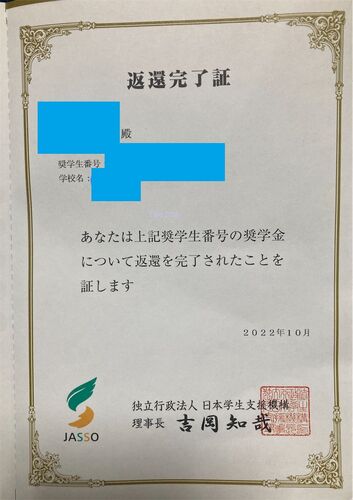 返還完了証
殿
奨学生番号
学校名:
あなたは上記奨学生番号の奨学金
について返還を完了されたことを
証します
2022年10月
独立行政法人 日本学生支援機構
理事長 吉岡知哉
JASSO